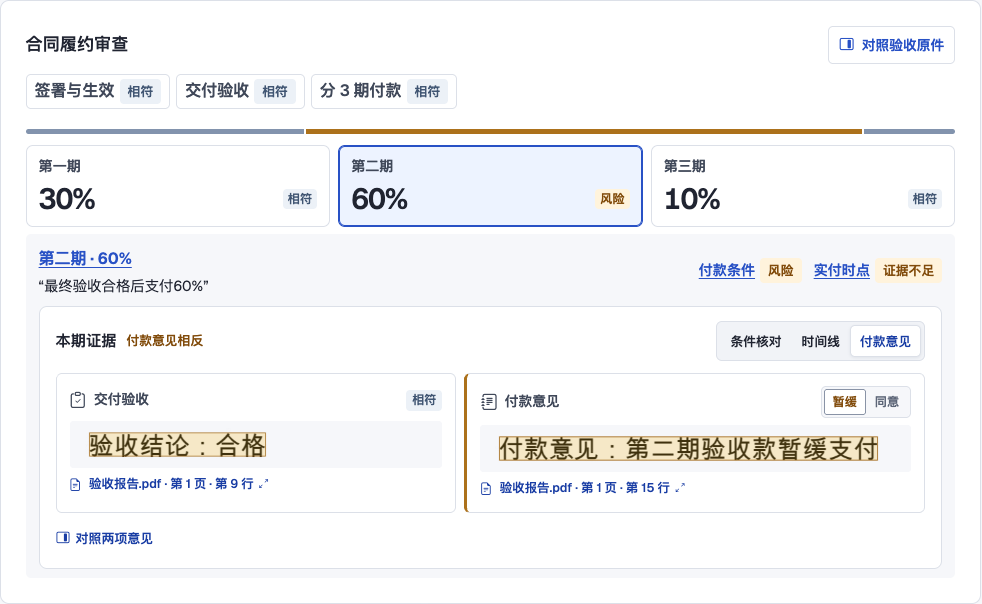 合同履约审查
对照验收原件
签署与生效 相符 交付验收 相符 分 3 期付款 相符
第一期
30% 相符
第二期
60% 风险
第三期
10% 相符
第二期 · 60%
“最终验收合格后支付60%”
付款条件 风险 实付时点 证据不足
本期证据 付款意见相反
条件核对 时间线 付款意见
交付验收 相符
验收结论：合格
验收报告.pdf · 第 1 页 · 第 9 行
付款意见 暂缓 同意
付款意见：第二期验收款暂缓支付
验收报告.pdf · 第 1 页 · 第 15 行
对照两项意见